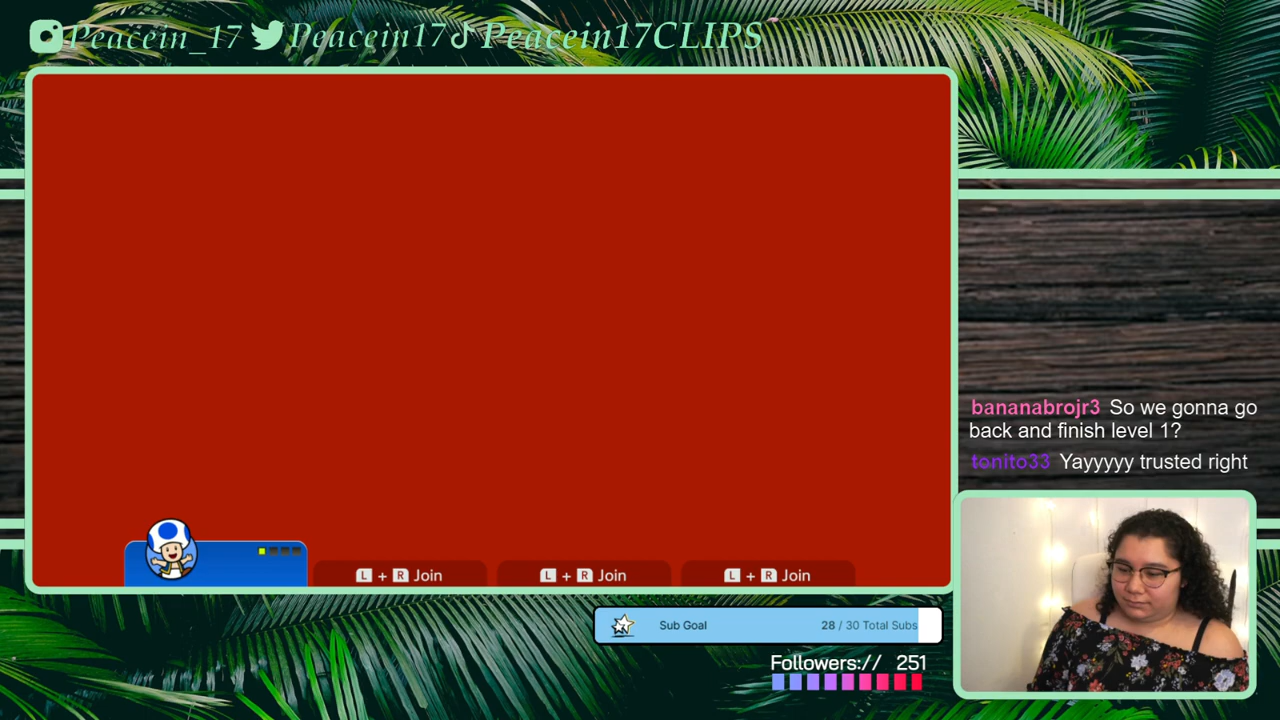 Peacein_17 Peacein17 Peacein17CLIPS
bananabrojr3 So we gonna go
back and finish level 1?
tonito33 Yayyyyy trusted right
L + R Join L + R Join L + R Join
Sub Goal 28 / 30 Total Subs
Followers:// 251